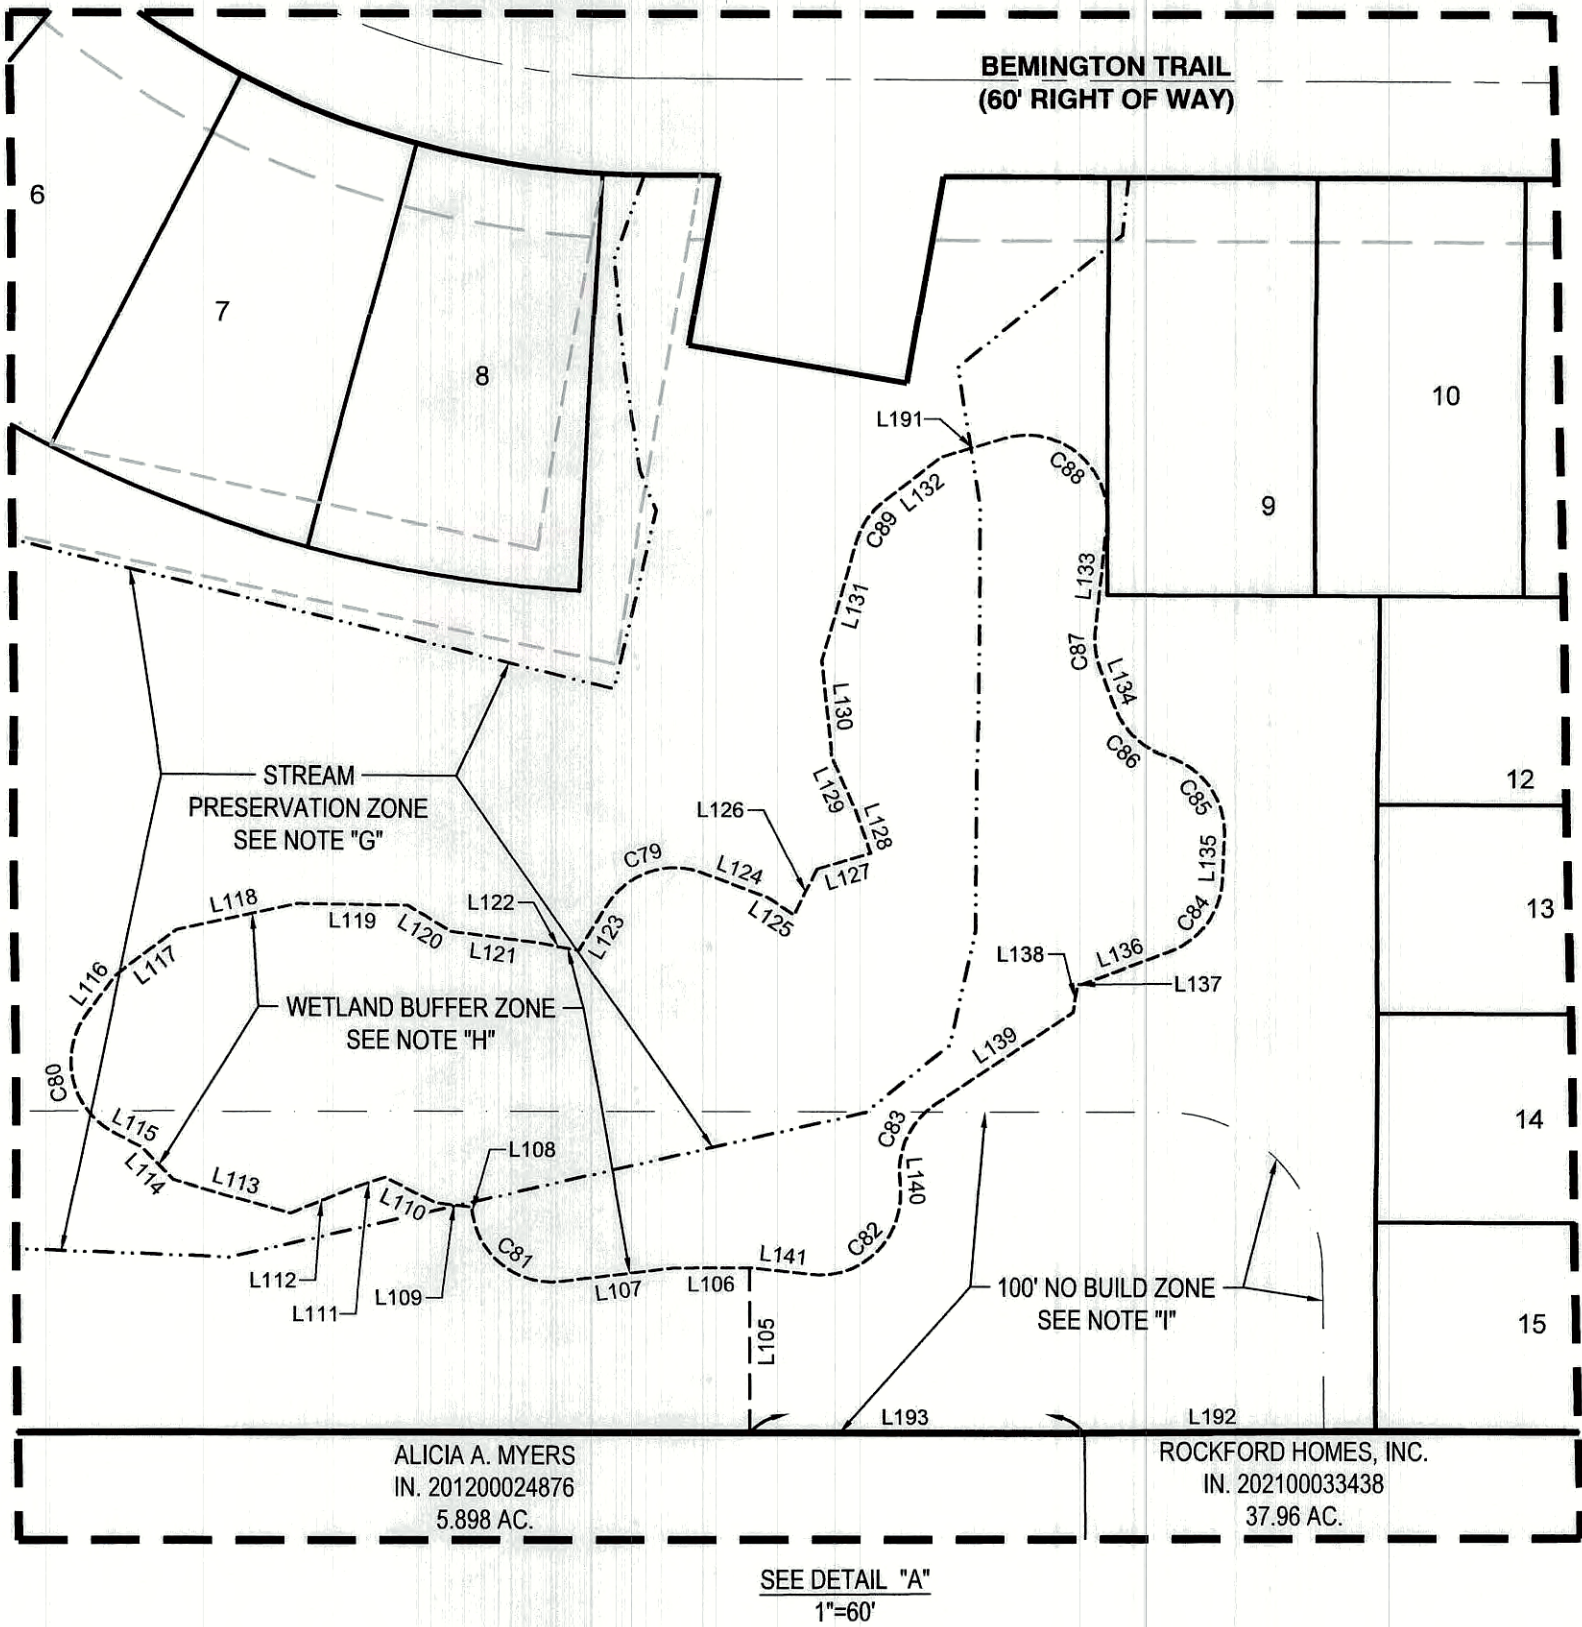 BEMINGTON TRAIL
(60' RIGHT OF WAY)
6
7
8
10
9
L191
C88
L132
C89
L133
L131
C87
L134
L130
C86
12
STREAM
PRESERVATION ZONE
SEE NOTE "G"
L129
L128
C85
L126
C79
L124
L127
L135
L118
L122
L125
13
L119
L120
L123
C84
L121
L117
L136
L138
L116
L137
WETLAND BUFFER ZONE
SEE NOTE "H"
L139
C80
L115
C83
14
L108
L114
L113
L110
L140
C82
C81
L141
L112
L107
L106
L111
L109
100' NO BUILD ZONE
SEE NOTE "I"
15
L105
L193
L192
ALICIA A. MYERS
IN. 201200024876
5.898 AC.
ROCKFORD HOMES, INC.
IN. 202100033438
37.96 AC.
SEE DETAIL "A"
1"=60'